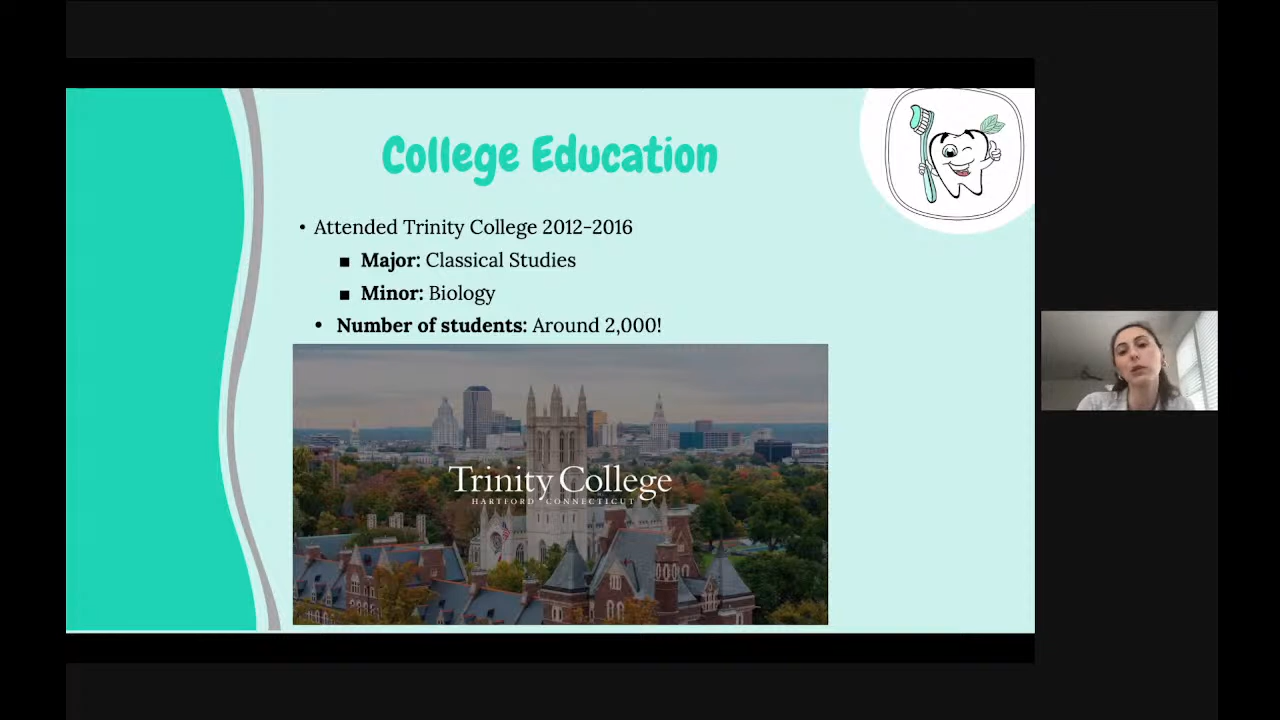 College Education
• Attended Trinity College 2012-2016
■ Major: Classical Studies
■ Minor: Biology
• Number of students: Around 2,000!
Trinity College
HARTFORD CONNECTICUT